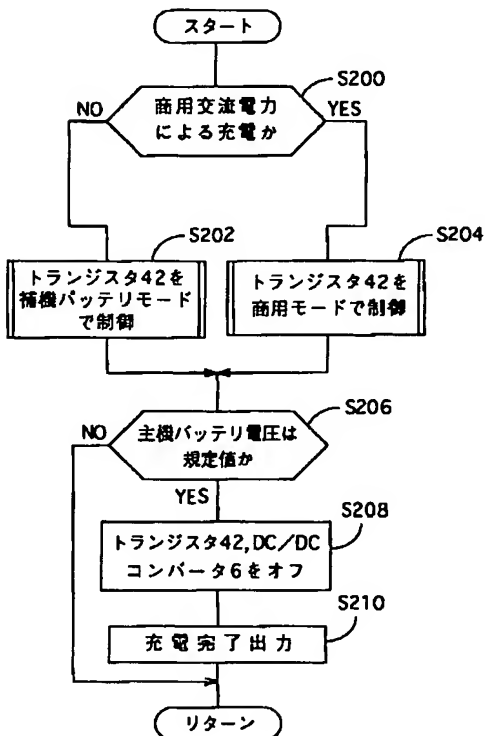 スタート
S200
商用交流電力
による充電か
NO
YES
S202
S204
トランジスタ42を
補機バッテリモード
で制御
トランジスタ42を
商用モードで制御
S206
NO
主機バッテリ電圧は
規定値か
YES
S208
トランジスタ42,DC/DC
コンバータ6をオフ
S210
充電完了出力
リターン